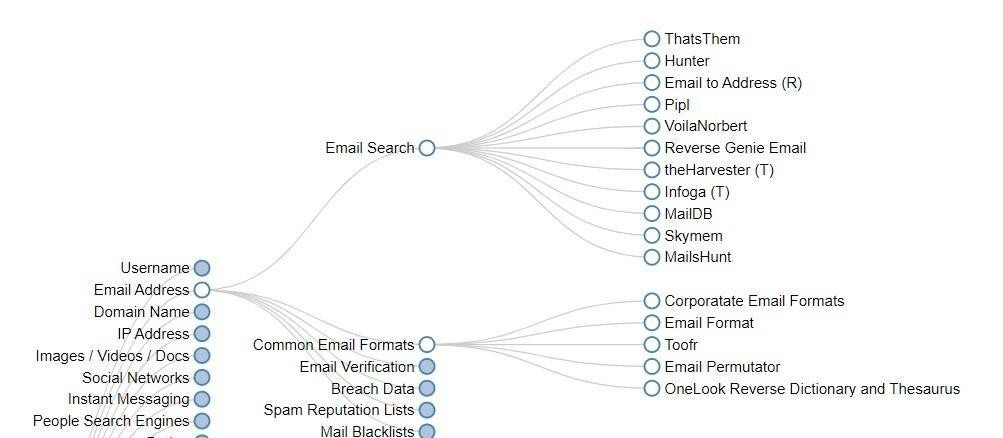 ThatsThem
Hunter
Email to Address (R)
Pipl
VoilaNorbert
Email Search
Reverse Genie Email
theHarvester (T)
Infoga (T)
MailDB
Skymem
MailsHunt
Username
Email Address
Domain Name
IP Address
Images / Videos / Docs
Social Networks
Instant Messaging
People Search Engines
Corporatate Email Formats
Email Format
Common Email Formats
Toofr
Email Verification
Email Permutator
Breach Data
OneLook Reverse Dictionary and Thesaurus
Spam Reputation Lists
Mail Blacklists